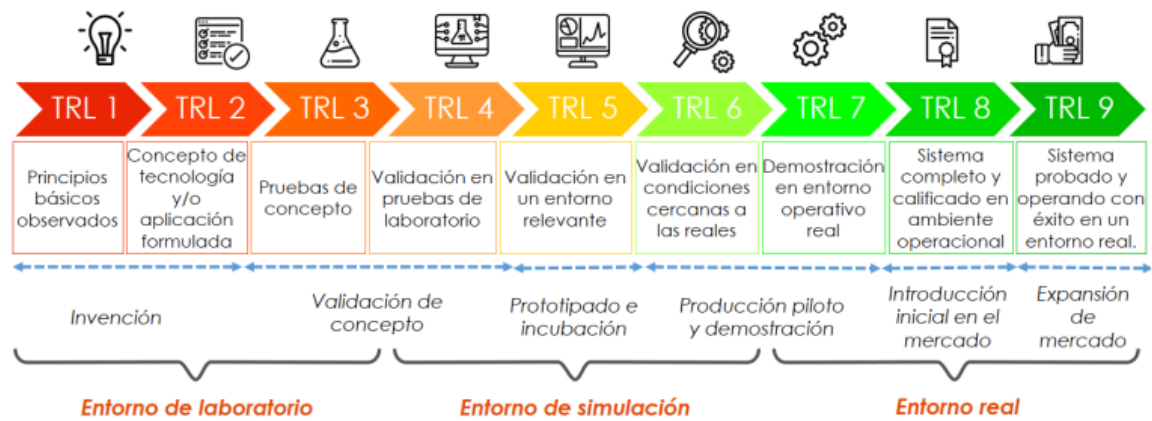 TRL 1
TRL 2
TRL 3
TRL 4
TRL 5
TRL 6
TRL 7
TRL 8
TRL 9
Principios
básicos
observados
Concepto de
tecnología
y/o
aplicación
formulada
Pruebas de
concepto
Validación en
pruebas de
laboratorio
Validación en
un entorno
relevante
Validación en
condiciones
cercanas a
las reales
Demostración
en entorno
operativo
real
Sistema
completo y
calificado en
ambiente
operacional
Sistema
probado y
operando con
éxito en un
entorno real.
Invención
Validación de
concepto
Prototipado e
incubación
Producción piloto
y demostración
Introducción
inicial en el
mercado
Expansión
de
mercado
Entorno de laboratorio
Entorno de simulación
Entorno real